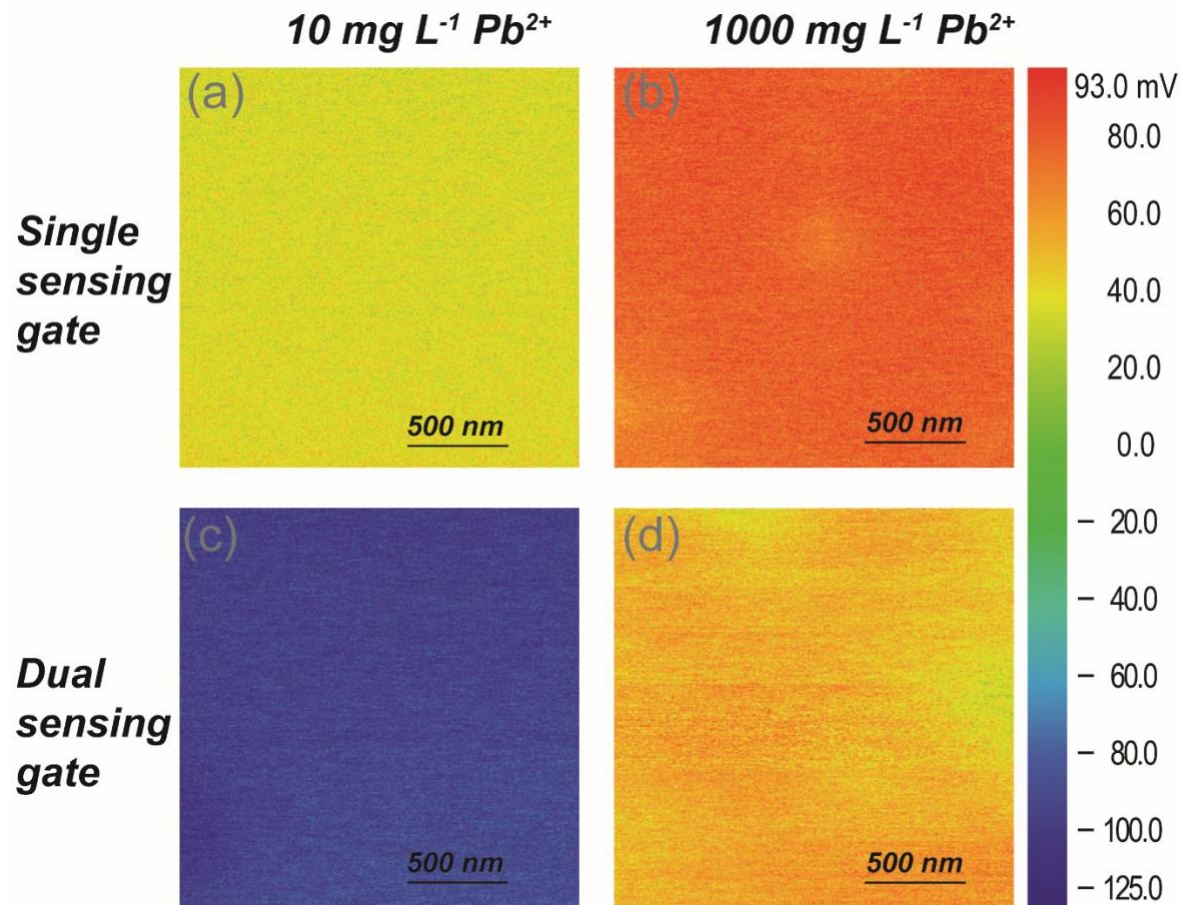 10 mg L⁻¹ Pb²⁺
1000 mg L⁻¹ Pb²⁺
(a)
(b)
93.0 mV
80.0
60.0
40.0
20.0
0.0
– 20.0
– 40.0
– 60.0
– 80.0
– 100.0
– 125.0
Single
sensing
gate
500 nm
500 nm
(c)
(d)
Dual
sensing
gate
500 nm
500 nm